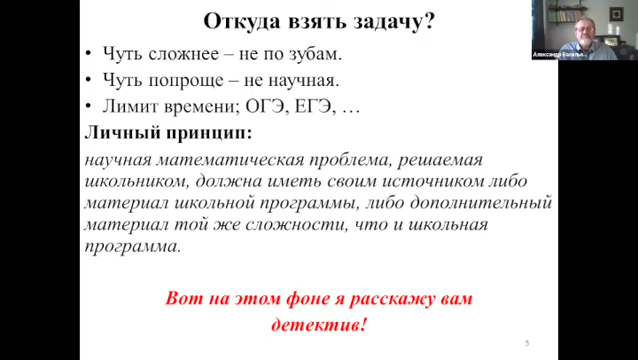 Откуда взять задачу?
• Чуть сложнее – не по зубам.
• Чуть попроще – не научная.
• Лимит времени; ОГЭ, ЕГЭ, …
Личный принцип:
научная математическая проблема, решаемая
школьником, должна иметь своим источником либо
материал школьной программы, либо дополнительный
материал той же сложности, что и школьная
программа.
Вот на этом фоне я расскажу вам
детектив!
5